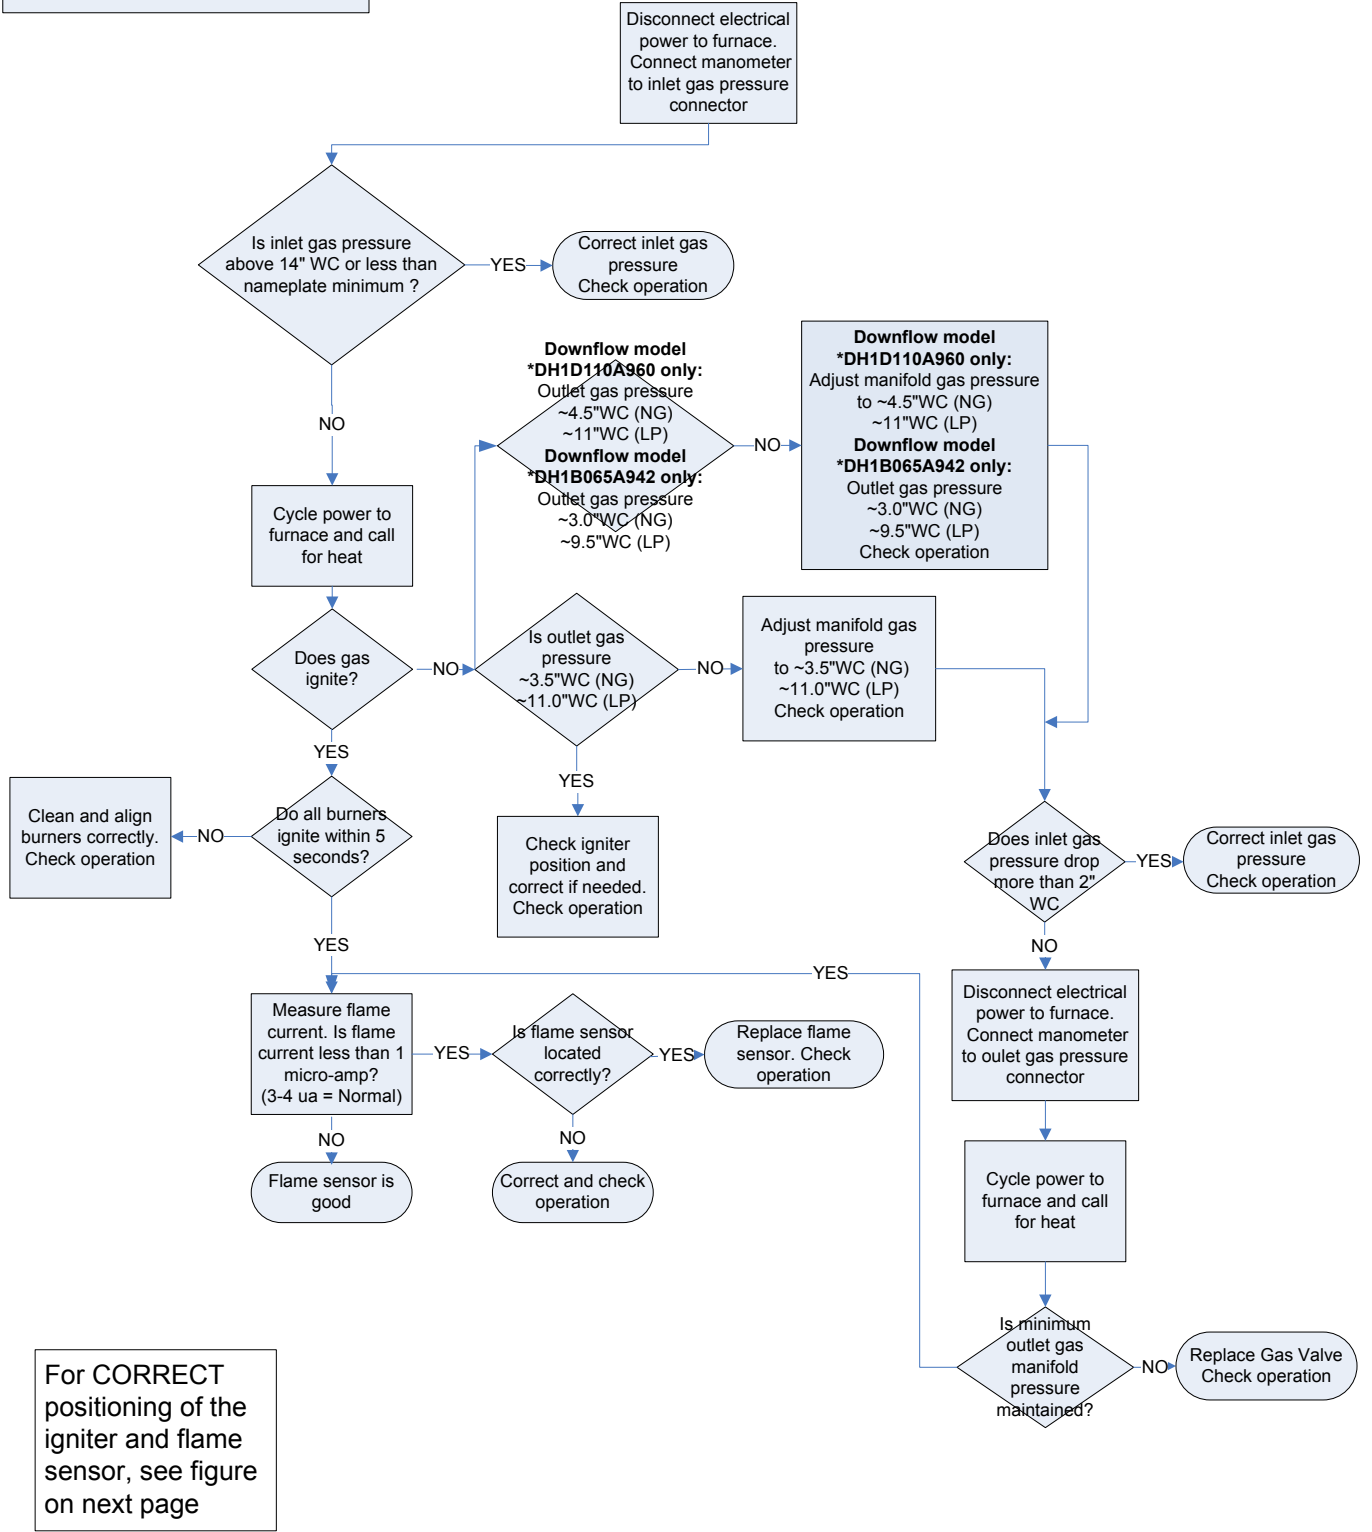 Disconnect electrical
power to furnace.
Connect manometer
to inlet gas pressure
connector
Is inlet gas pressure
above 14" WC or less than
nameplate minimum ?
YES
Correct inlet gas
pressure
Check operation
NO
Downflow model
*DH1D110A960 only:
Outlet gas pressure
~4.5"WC (NG)
~11"WC (LP)
Downflow model
*DH1B065A942 only:
Outlet gas pressure
~3.0"WC (NG)
~9.5"WC (LP)
NO
Downflow model
*DH1D110A960 only:
Adjust manifold gas pressure
to ~4.5"WC (NG)
~11"WC (LP)
Downflow model
*DH1B065A942 only:
Outlet gas pressure
~3.0"WC (NG)
~9.5"WC (LP)
Check operation
Cycle power to
furnace and call
for heat
Does gas
ignite?
NO
Is outlet gas
pressure
~3.5"WC (NG)
~11.0"WC (LP)
NO
Adjust manifold gas
pressure
to ~3.5"WC (NG)
~11.0"WC (LP)
Check operation
YES
YES
Clean and align
burners correctly.
Check operation
NO
Do all burners
ignite within 5
seconds?
Check igniter
position and
correct if needed.
Check operation
Does inlet gas
pressure drop
more than 2"
WC
YES
Correct inlet gas
pressure
Check operation
YES
NO
YES
Measure flame
current. Is flame
current less than 1
micro-amp?
(3-4 ua = Normal)
YES
Is flame sensor
located
correctly?
YES
Replace flame
sensor. Check
operation
Disconnect electrical
power to furnace.
Connect manometer
to oulet gas pressure
connector
NO
NO
Flame sensor is
good
Correct and check
operation
Cycle power to
furnace and call
for heat
Is minimum
outlet gas
manifold
pressure
maintained?
NO
Replace Gas Valve
Check operation
For CORRECT
positioning of the
igniter and flame
sensor, see figure
on next page